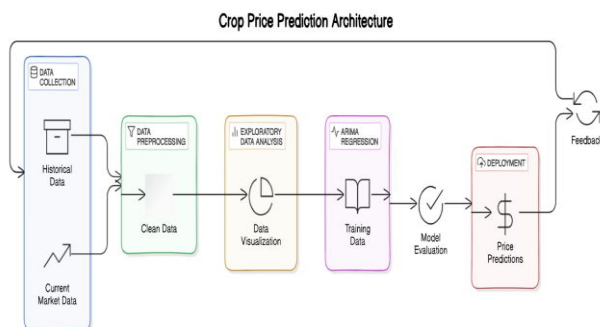 Crop Price Prediction Architecture
DATA
COLLECTION
Historical
Data
Current
Market Data
DATA
PREPROCESSING
Clean Data
EXPLORATORY
DATA ANALYSIS
Data
Visualization
ARIMA
REGRESSION
Training
Data
Model
Evaluation
DEPLOYMENT
Price
Predictions
Feedback